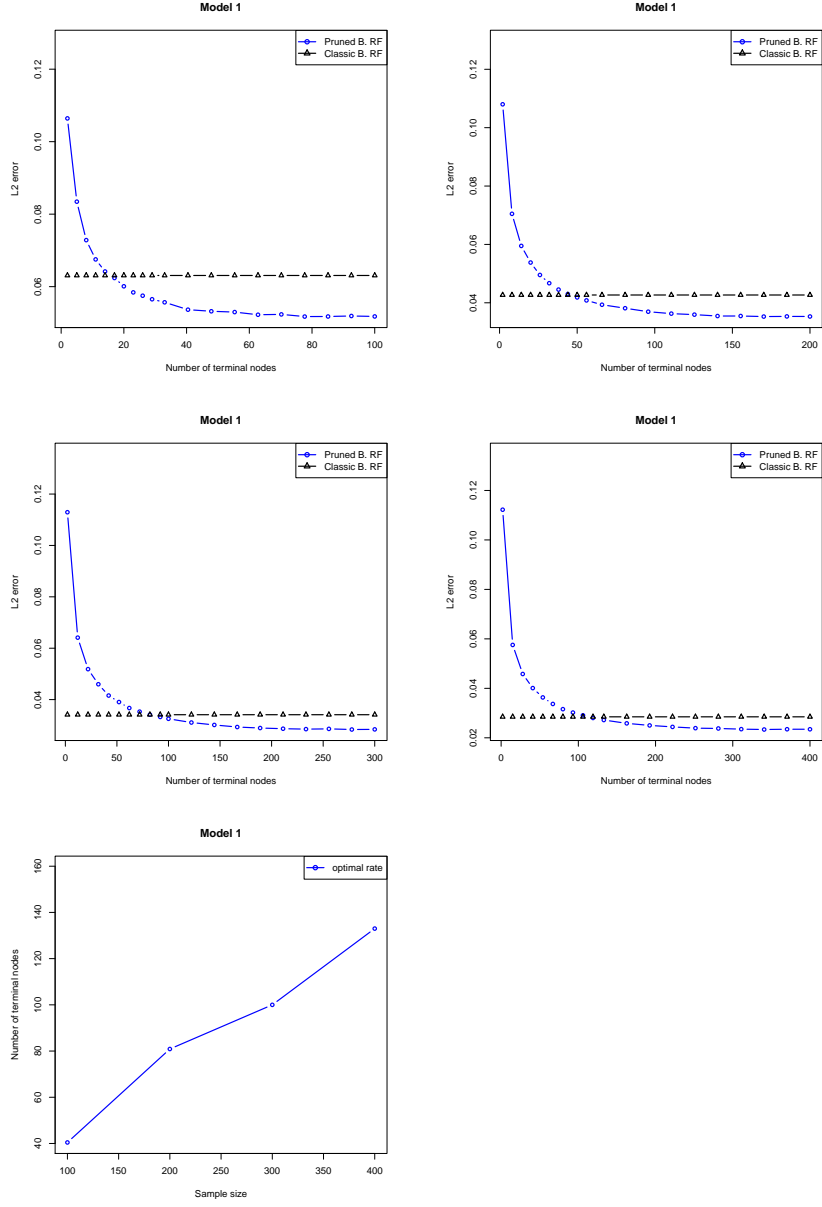 Model 1
Pruned B. RF
Classic B. RF
L2 error
0.12
0.10
0.08
0.06
0 20 40 60 80 100
Number of terminal nodes
Model 1
Pruned B. RF
Classic B. RF
L2 error
0.12
0.10
0.08
0.06
0.04
0 50 100 150 200
Number of terminal nodes
Model 1
Pruned B. RF
Classic B. RF
L2 error
0.12
0.10
0.08
0.06
0.04
0 50 100 150 200 250 300
Number of terminal nodes
Model 1
Pruned B. RF
Classic B. RF
L2 error
0.12
0.10
0.08
0.06
0.04
0.02
0 100 200 300 400
Number of terminal nodes
Model 1
optimal rate
Number of terminal nodes
160
140
120
100
80
60
40
100 150 200 250 300 350 400
Sample size